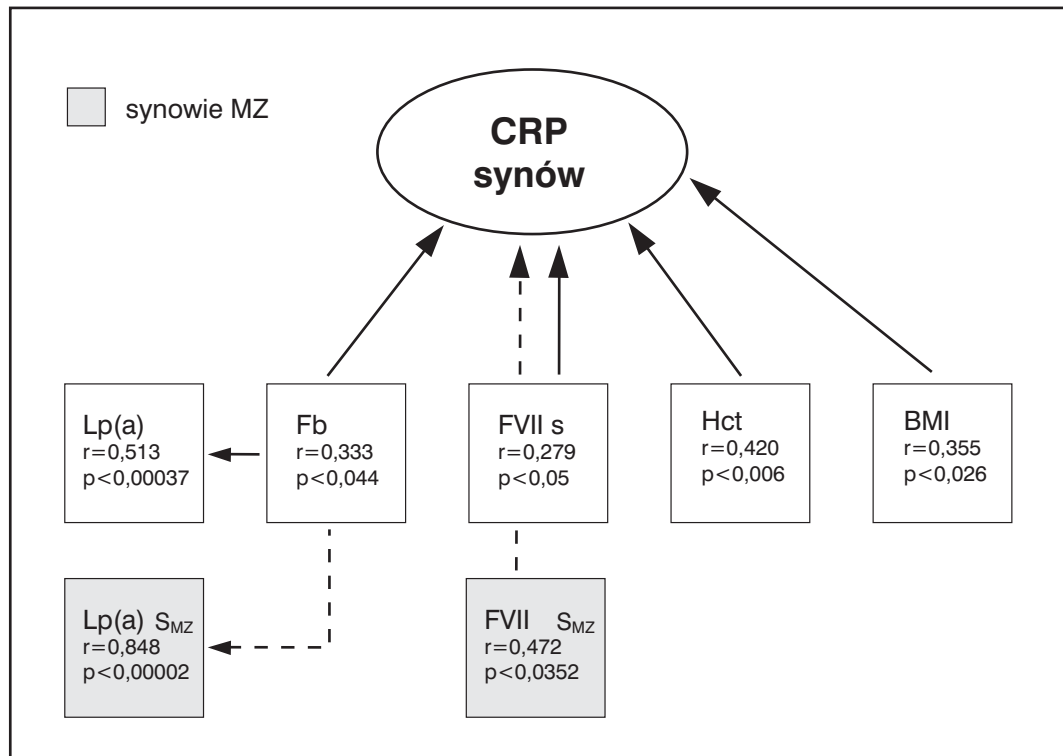 synowie MZ
CRP
synów
Lp(a)
r=0,513
p<0,00037
Fb
r=0,333
p<0,044
FVII s
r=0,279
p<0,05
Hct
r=0,420
p<0,006
BMI
r=0,355
p<0,026
Lp(a) SMZ
r=0,848
p<0,00002
FVII SMZ
r=0,472
p<0,0352